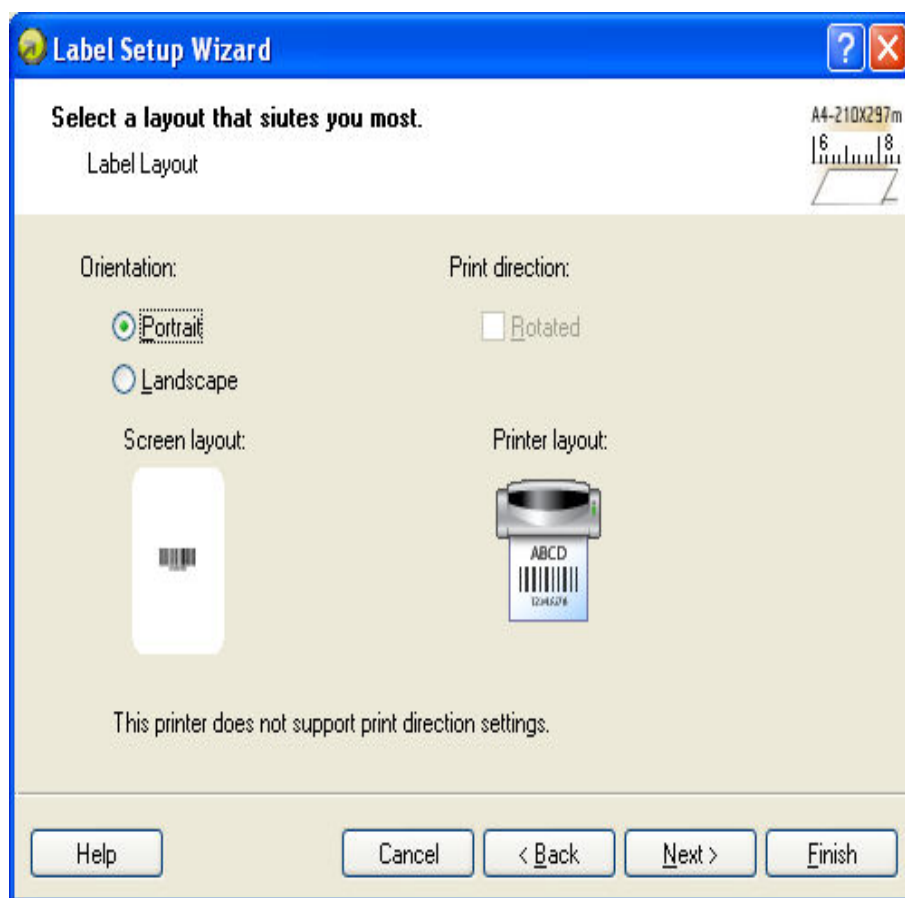 Label Setup Wizard
Select a layout that siutes you most.
Label Layout
A4-210X297m
6 8
Orientation:
Print direction:
Portrait
Rotated
Landscape
Screen layout:
Printer layout:
ABCD
This printer does not support print direction settings.
Help
Cancel
< Back
Next >
Finish